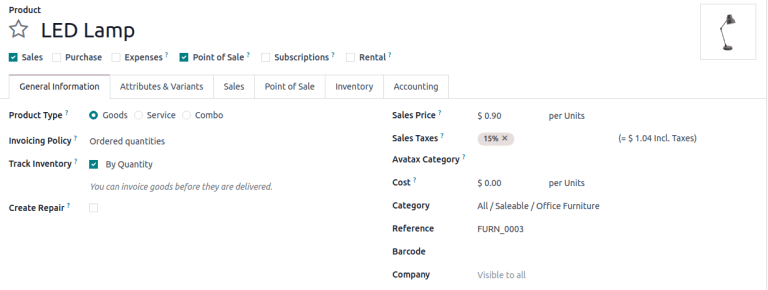 Product
LED Lamp
Sales Purchase Expenses ? Point of Sale ? Subscriptions ? Rental ?
General Information Attributes & Variants Sales Point of Sale Inventory Accounting
Product Type ? Goods Service Combo
Invoicing Policy ? Ordered quantities
Track Inventory ? By Quantity
You can invoice goods before they are delivered.
Create Repair ?
Sales Price ? $ 0.90 per Units
Sales Taxes ? 15% × (= $ 1.04 Incl. Taxes)
Avatax Category ?
Cost ? $ 0.00 per Units
Category All / Saleable / Office Furniture
Reference FURN_0003
Barcode
Company Visible to all